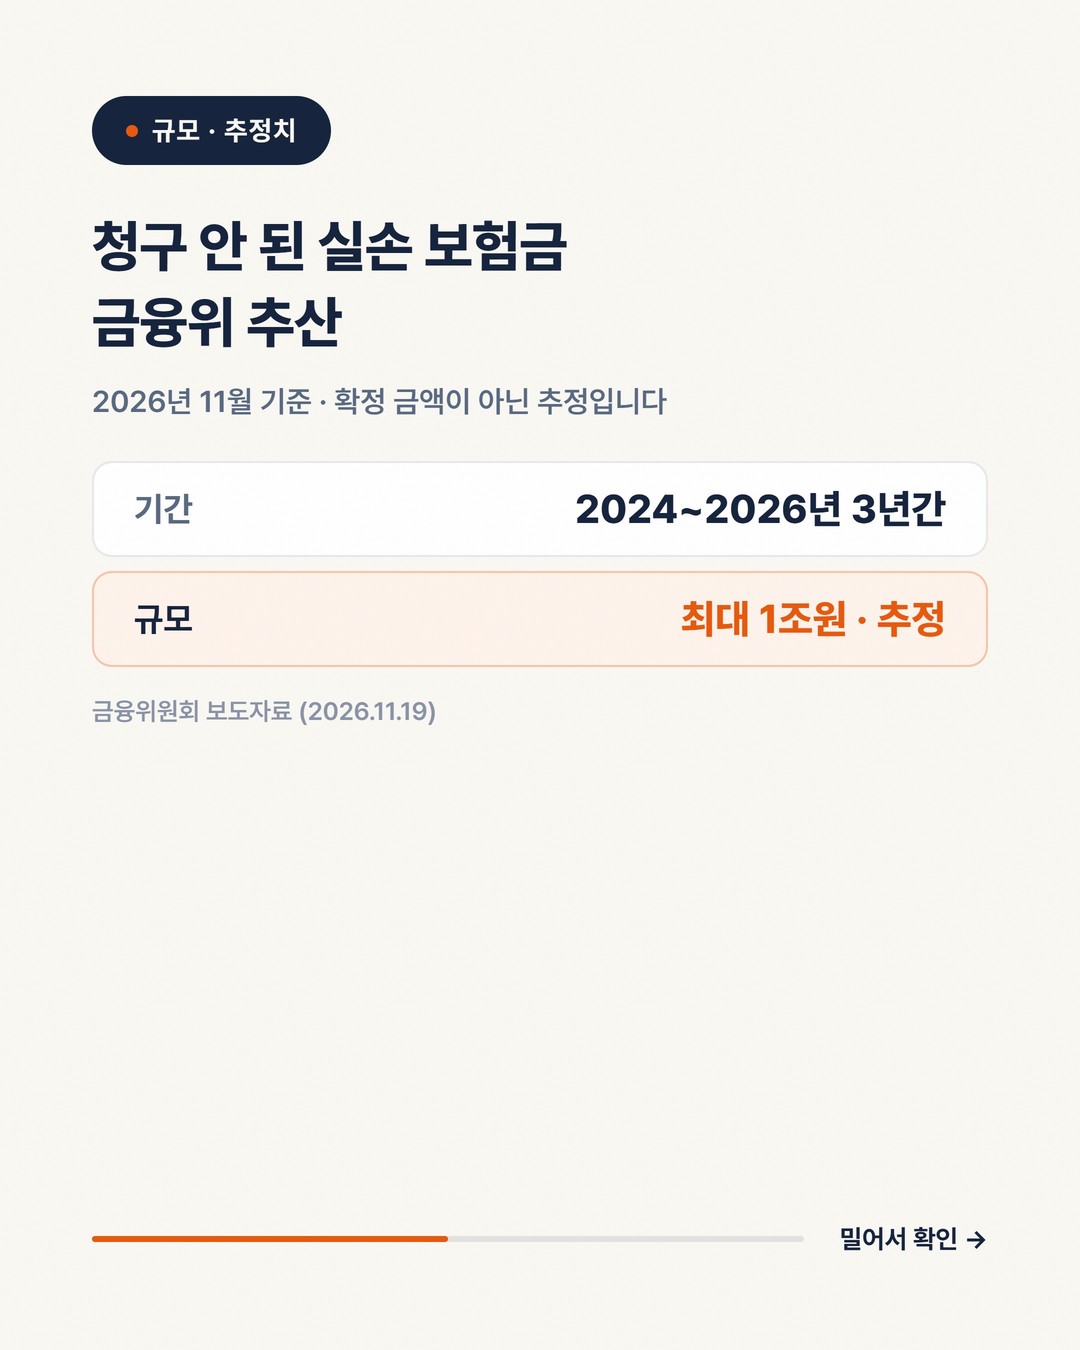 규모 · 추정치
청구 안 된 실손 보험금
금융위 추산
2026년 11월 기준 · 확정 금액이 아닌 추정입니다
기간 2024~2026년 3년간
규모 최대 1조원 · 추정
금융위원회 보도자료 (2026.11.19)
밀어서 확인 →